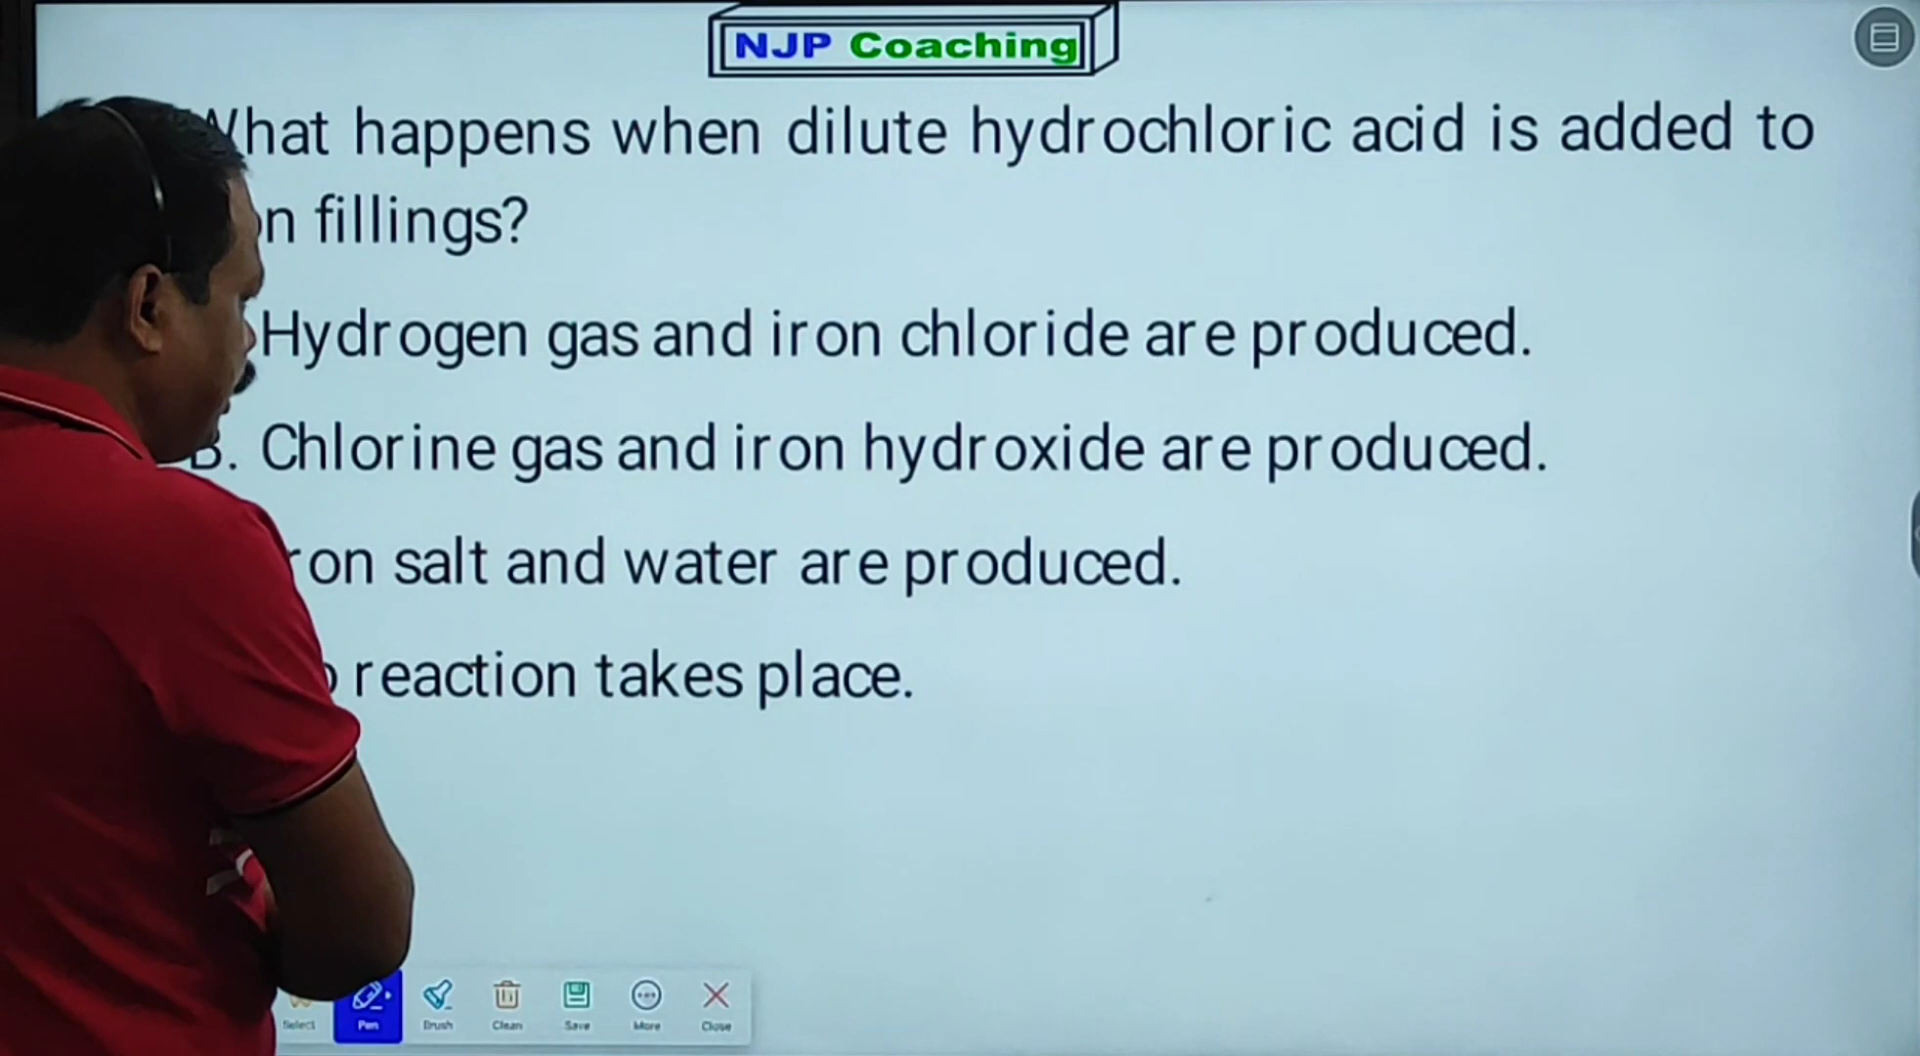 NJP Coaching
What happens when dilute hydrochloric acid is added to
n fillings?
Hydrogen gas and iron chloride are produced.
B. Chlorine gas and iron hydroxide are produced.
ron salt and water are produced.
reaction takes place.
Select Pen Brush Clean Save More Close